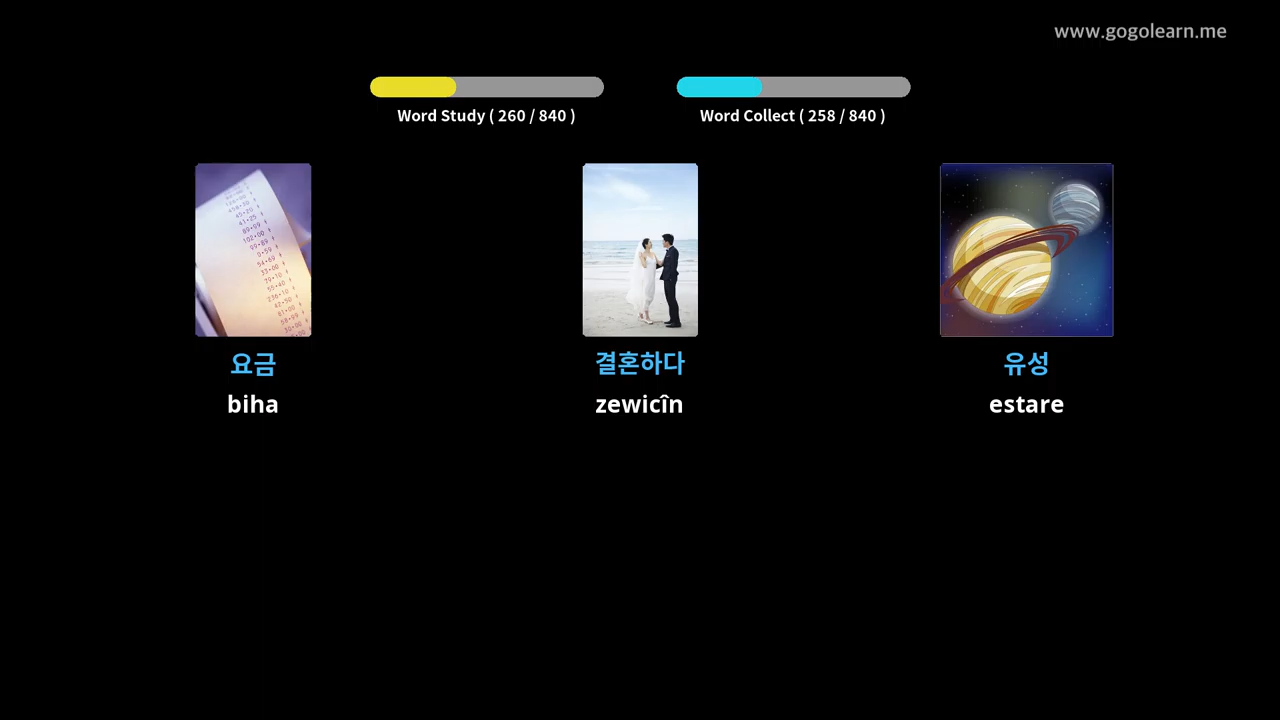 www.gogolearn.me
Word Study ( 260 / 840 )
Word Collect ( 258 / 840 )
요금
결혼하다
유성
biha
zewicîn
estare